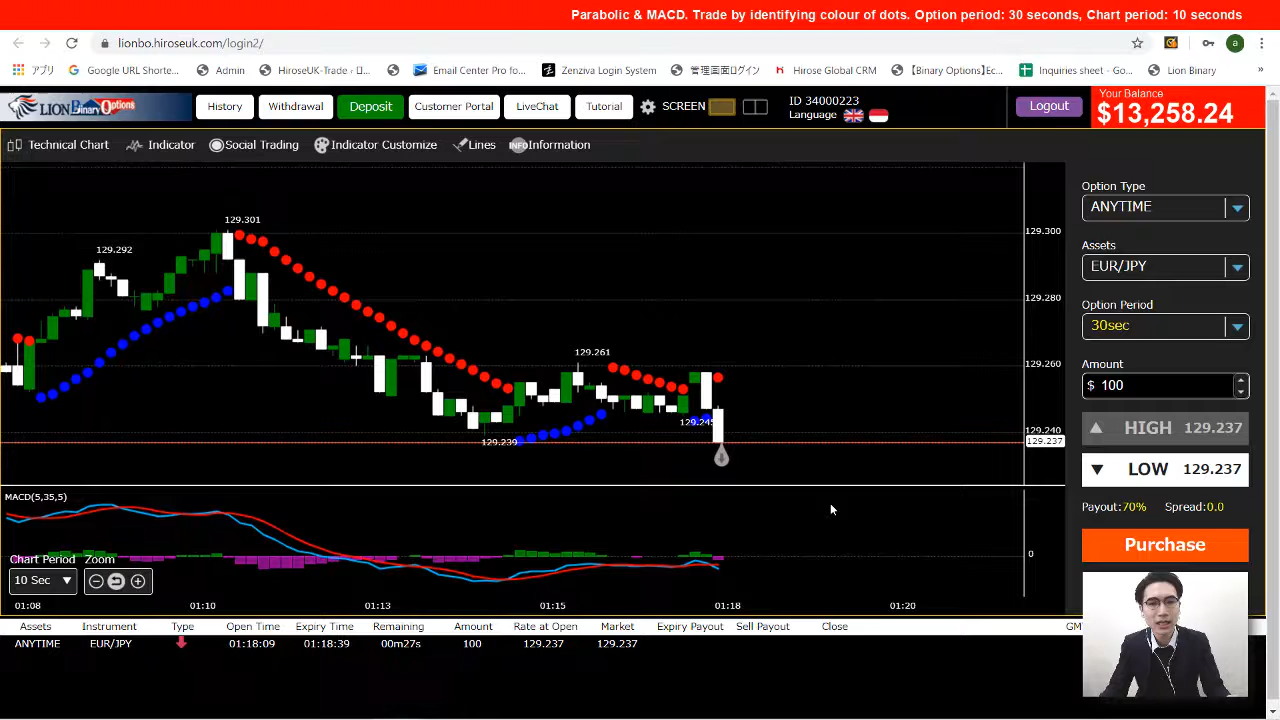 Parabolic & MACD. Trade by identifying colour of dots. Option period: 30 seconds, Chart period: 10 seconds
lionbo.hiroseuk.com/login2/
a
アプリ Google URL Shorte... Admin HiroseUK-Trade ‹ ロ... Email Center Pro fo... Zenziva Login System 管理画面ログイン Hirose Global CRM 【Binary Options】Ec... Inquiries sheet - Go... Lion Binary »
LION Binary Options History Withdrawal Deposit Customer Portal LiveChat Tutorial SCREEN ID 34000223 Logout Your Balance
Language $13,258.24
Technical Chart Indicator Social Trading Indicator Customize Lines INFO Information
Option Type
ANYTIME
Assets
EUR/JPY
Option Period
30sec
Amount
$ 100
HIGH 129.237
LOW 129.237
Payout:70% Spread:0.0
Purchase
129.301
129.292
129.300
129.280
129.261
129.260
129.245
129.240
129.239
129.237
MACD(5,35,5)
0
Chart Period Zoom
10 Sec
01:08 01:10 01:13 01:15 01:18 01:20
Assets Instrument Type Open Time Expiry Time Remaining Amount Rate at Open Market Expiry Payout Sell Payout Close GM
ANYTIME EUR/JPY 01:18:09 01:18:39 00m27s 100 129.237 129.237